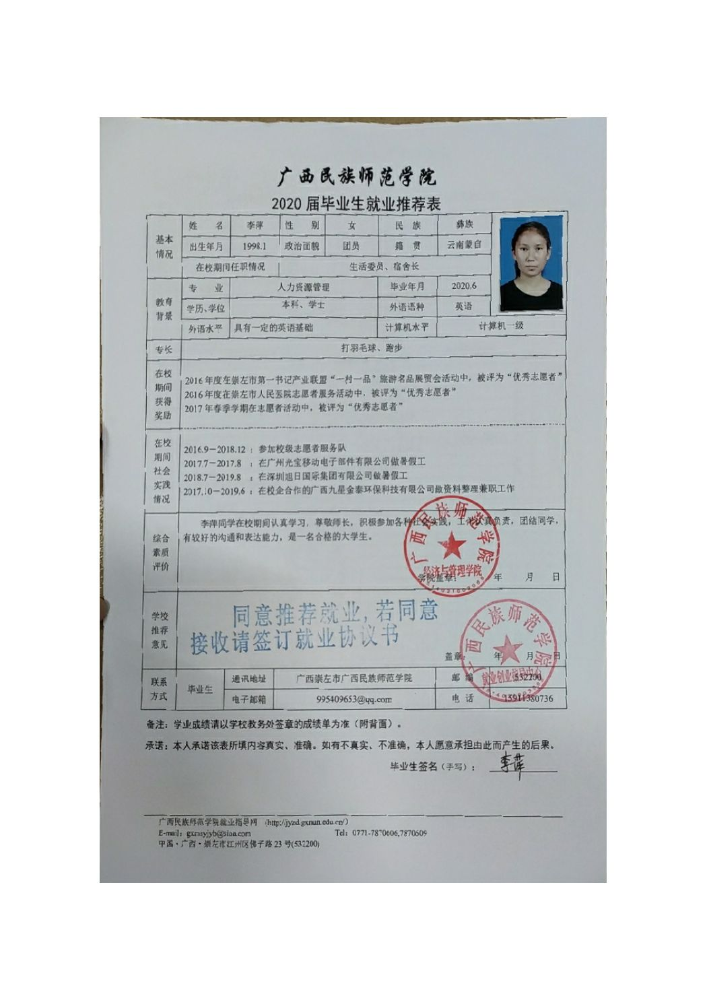 广西民族师范学院
2020 届毕业生就业推荐表
基本情况
姓 名 李萍 性 别 女 民 族 彝族
出生年月 1998.1 政治面貌 团员 籍 贯 云南蒙自
在校期间任职情况 生活委员、宿舍长
教育背景
专 业 人力资源管理 毕业年月 2020.6
学历、学位 本科、学士 外语语种 英语
外语水平 具有一定的英语基础 计算机水平 计算机一级
专长 打羽毛球、跑步
在校期间获得奖励
2016 年度在崇左市第一书记产业联盟“一村一品”旅游名品展贸会活动中，被评为“优秀志愿者”
2016 年度在崇左市人民医院志愿者服务活动中，被评为“优秀志愿者”
2017 年春季学期在志愿者活动中，被评为“优秀志愿者”
在校期间社会实践情况
2016.9－2018.12 ：参加校级志愿者服务队
2017.7－2017.8 ：在广州光宝移动电子部件有限公司做暑假工
2018.7－2019.8 ：在深圳旭日国际集团有限公司做暑假工
2017.10－2019.6 ：在校企合作的广西九星金泰环保科技有限公司做资料整理兼职工作
综合素质评价
李萍同学在校期间认真学习，尊敬师长，积极参加各种社会实践，工作认真负责，团结同学，
有较好的沟通和表达能力，是一名合格的大学生。
广西民族师范学院
经济与管理学院
学院盖章： 年 月 日
学校推荐意见
同意推荐就业,若同意
接收请签订就业协议书
广西民族师范学院
就业创业指导中心
盖章： 年 月 日
联系方式
毕业生
通讯地址 广西崇左市广西民族师范学院 邮 编 532200
电子邮箱 995409653@qq.com 电 话 15911380736
备注：学业成绩请以学校教务处签章的成绩单为准（附背面）。
承诺：本人承诺该表所填内容真实、准确。如有不真实、不准确，本人愿意承担由此而产生的后果。
毕业生签名（手写）： 李萍
广西民族师范学院就业指导网 （http://jyzd.gxnun.edu.cn/）
E-mail：gxmsyjyb@sina.com Tel：0771-7870606,7870609
中国·广西·崇左市江州区佛子路 23 号(532200)